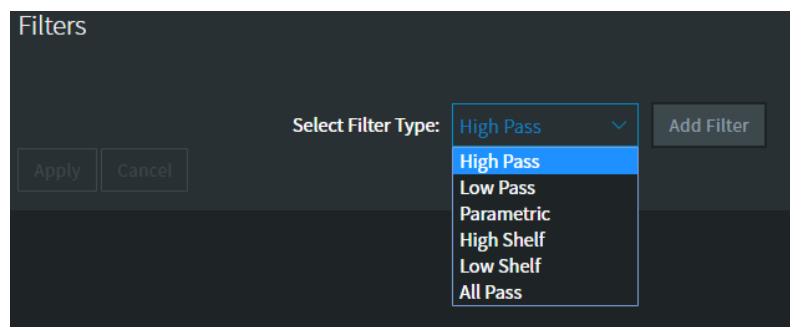 Filters
Select Filter Type: High Pass Add Filter
Apply Cancel
High Pass
Low Pass
Parametric
High Shelf
Low Shelf
All Pass